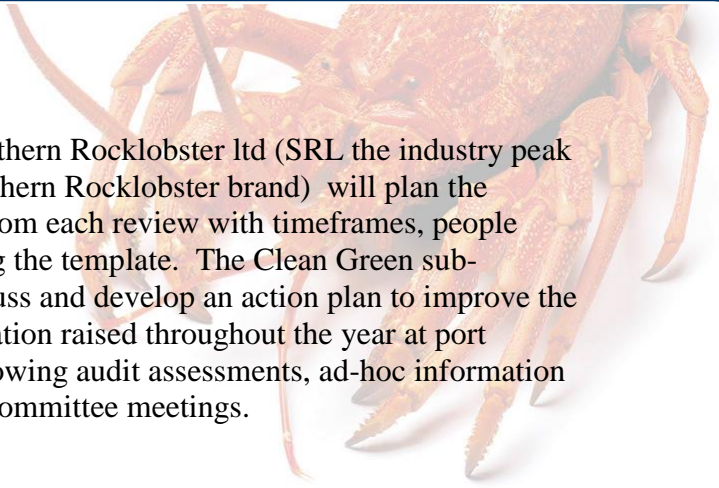 thern Rocklobster ltd (SRL the industry peak
hern Rocklobster brand)  will plan the
om each review with timeframes, people
g the template.  The Clean Green sub-
uss and develop an action plan to improve the
ation raised throughout the year at port
owing audit assessments, ad-hoc information
ommittee meetings.